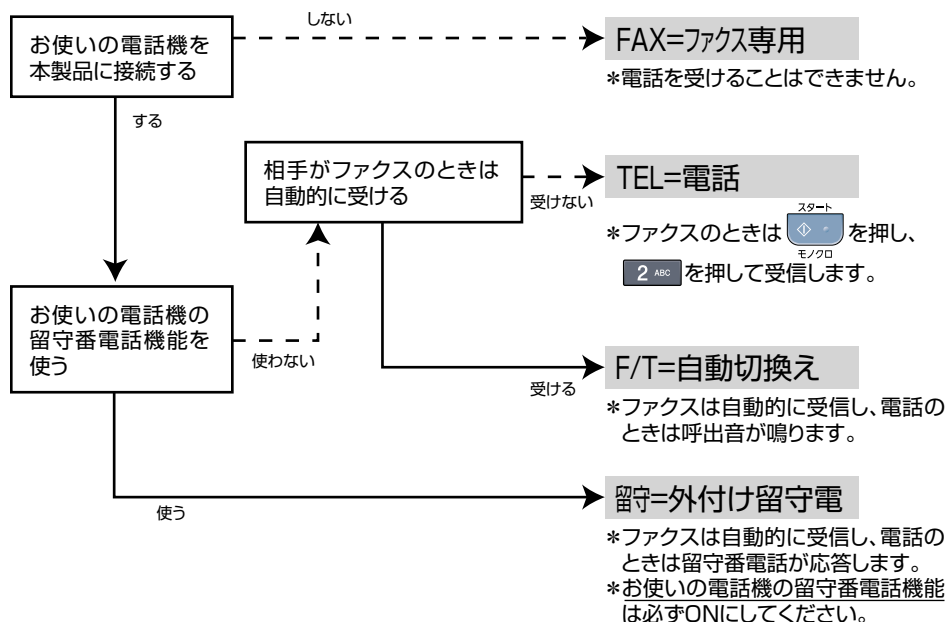 お使いの電話機を
本製品に接続する
しない
FAX=ファクス専用
*電話を受けることはできません。
する
相手がファクスのときは
自動的に受ける
受けない
TEL=電話
*ファクスのときは
スタート
モノクロ
を押し、
2 ABC を押して受信します。
お使いの電話機の
留守番電話機能を
使う
使わない
受ける
F/T=自動切換え
*ファクスは自動的に受信し、電話の
ときは呼出音が鳴ります。
使う
留守=外付け留守電
*ファクスは自動的に受信し、電話の
ときは留守番電話が応答します。
*お使いの電話機の留守番電話機能
は必ずONにしてください。